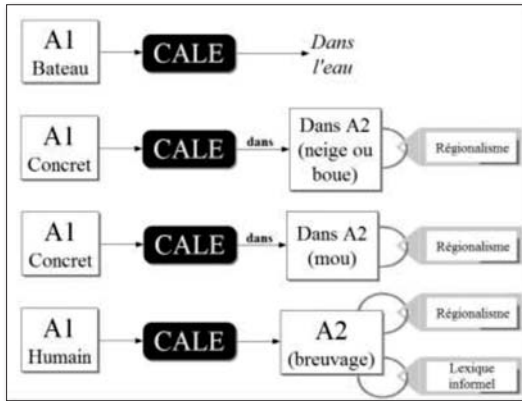 A1
Bateau
CALE
Dans
l'eau
A1
Concret
CALE
dans
Dans A2
(neige ou
boue)
Régionalisme
A1
Concret
CALE
dans
Dans A2
(mou)
Régionalisme
A1
Humain
CALE
A2
(breuvage)
Régionalisme
Lexique
informel